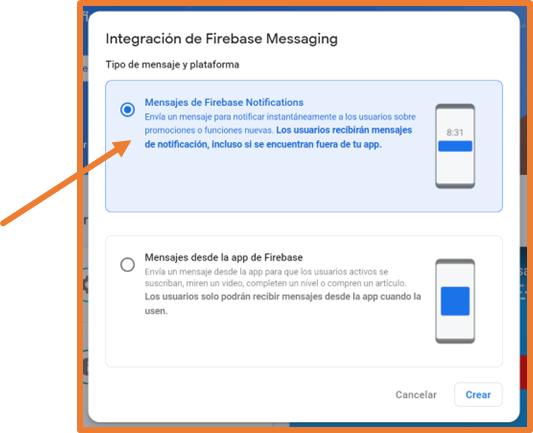 Integración de Firebase Messaging
Tipo de mensaje y plataforma
Mensajes de Firebase Notifications
Envía un mensaje para notificar instantáneamente a los usuarios sobre
promociones o funciones nuevas. Los usuarios recibirán mensajes
de notificación, incluso si se encuentran fuera de tu app.
8:31
Mensajes desde la app de Firebase
Envía un mensaje desde la app para que los usuarios activos se
suscriban, miren un video, completen un nivel o compren un artículo.
Los usuarios solo podrán recibir mensajes desde la app cuando la
usen.
Cancelar
Crear